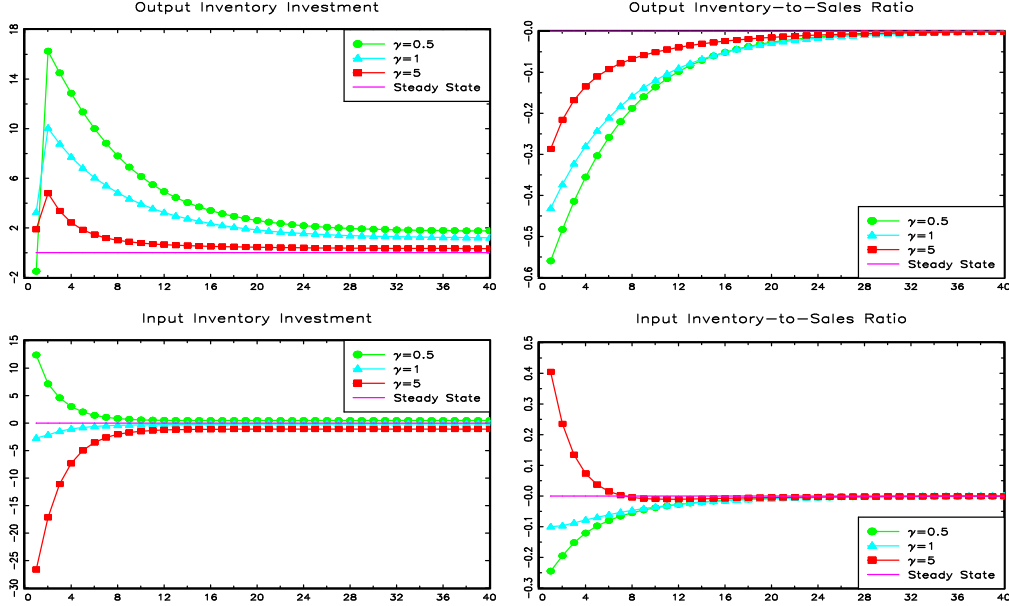 Output Inventory Investment
18
14
10
6
2
-2
0 4 8 12 16 20 24 28 32 36 40
γ=0.5
γ=1
γ=5
Steady State
Output Inventory-to-Sales Ratio
-0.0
-0.1
-0.2
-0.3
-0.4
-0.5
-0.6
0 4 8 12 16 20 24 28 32 36 40
γ=0.5
γ=1
γ=5
Steady State
Input Inventory Investment
15
10
5
0
-5
-10
-15
-20
-25
-30
0 4 8 12 16 20 24 28 32 36 40
γ=0.5
γ=1
γ=5
Steady State
Input Inventory-to-Sales Ratio
0.5
0.4
0.3
0.2
0.1
-0.0
-0.1
-0.2
-0.3
0 4 8 12 16 20 24 28 32 36 40
γ=0.5
γ=1
γ=5
Steady State